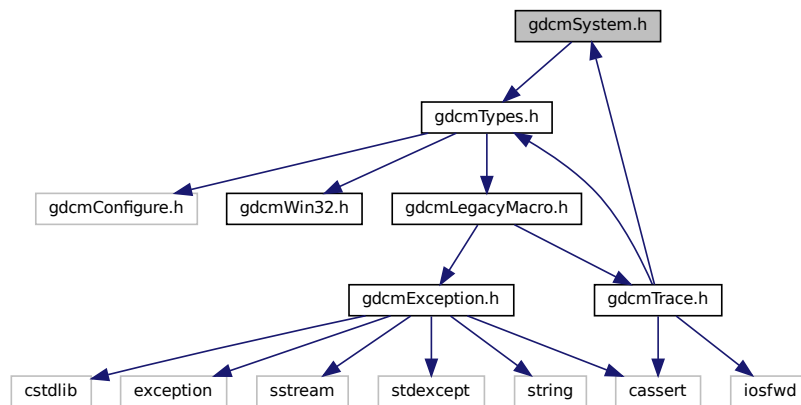 gdcmSystem.h
gdcmTypes.h
gdcmConfigure.h
gdcmWin32.h
gdcmLegacyMacro.h
gdcmException.h
gdcmTrace.h
cstdlib
exception
sstream
stdexcept
string
cassert
iosfwd